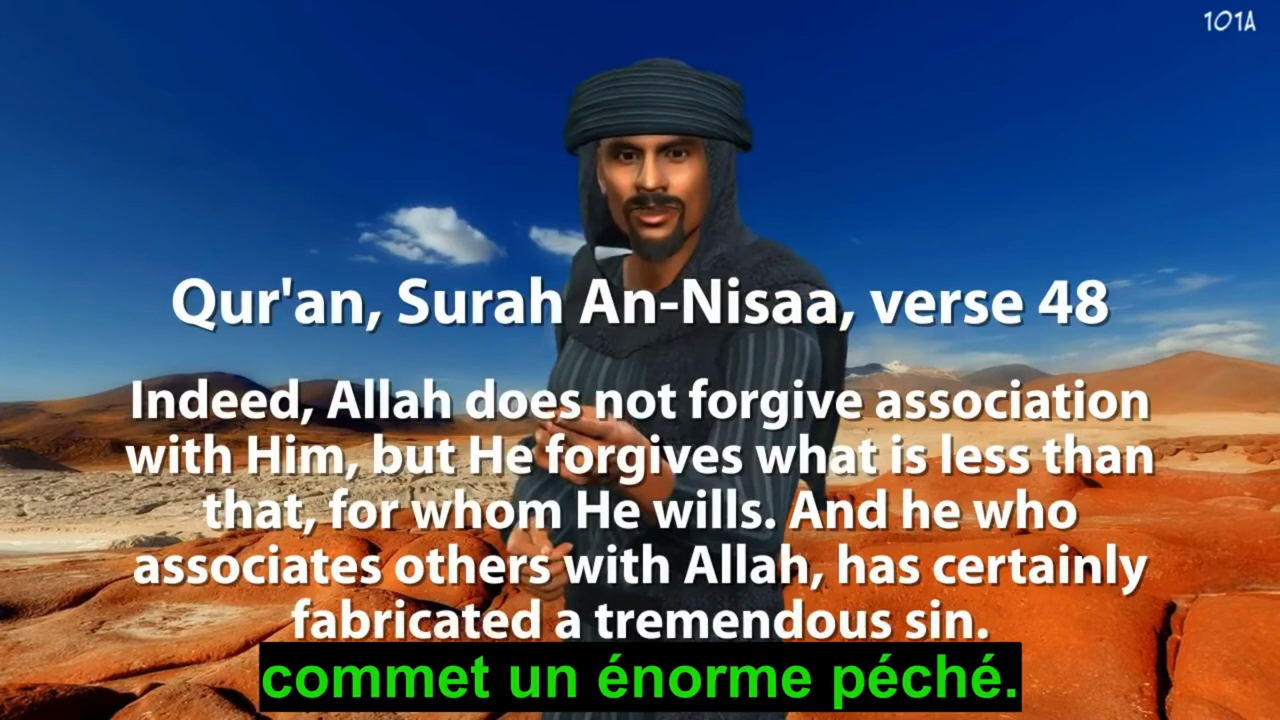 101A
Qur'an, Surah An-Nisaa, verse 48
Indeed, Allah does not forgive association
with Him, but He forgives what is less than
that, for whom He wills. And he who
associates others with Allah, has certainly
fabricated a tremendous sin.
commet un énorme péché.